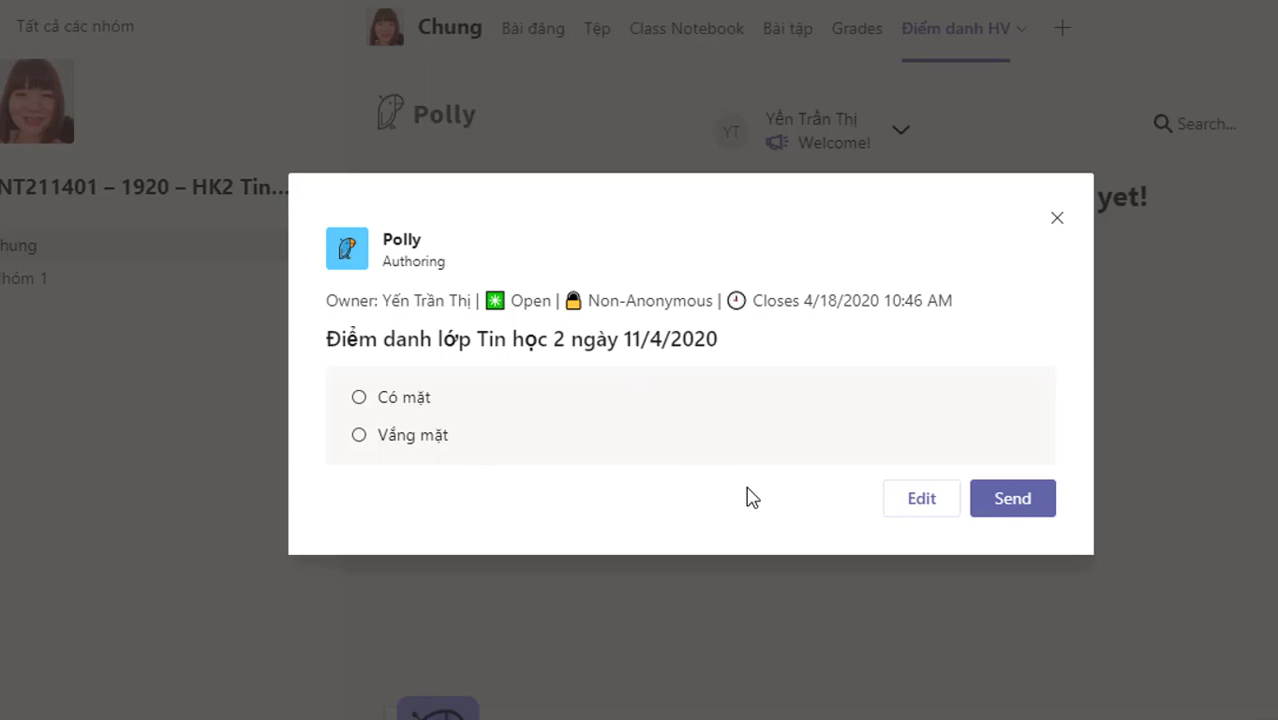 Tất cả các nhóm
Chung Bài đăng Tệp Class Notebook Bài tập Grades Điểm danh HV
Polly
YT Yến Trần Thị
Welcome!
Search...
NT211401 – 1920 – HK2 Tin...
yet!
hung
hóm 1
Polly
Authoring
Owner: Yến Trần Thị | Open | Non-Anonymous | Closes 4/18/2020 10:46 AM
Điểm danh lớp Tin học 2 ngày 11/4/2020
Có mặt
Vắng mặt
Edit Send